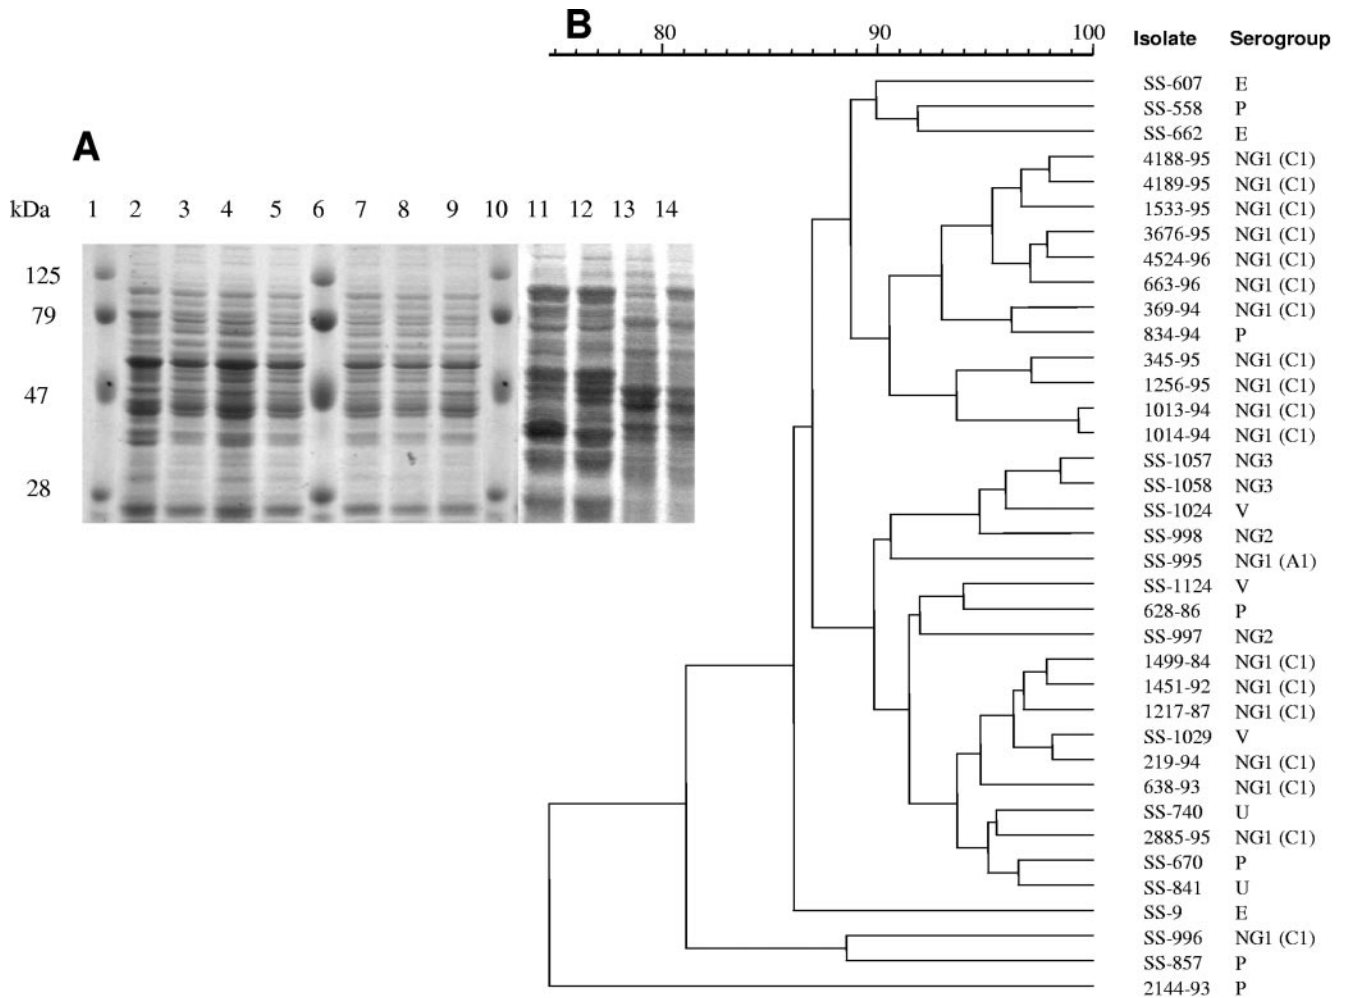 B
80 90 100
Isolate Serogroup
SS-607 E
SS-558 P
SS-662 E
4188-95 NG1 (C1)
4189-95 NG1 (C1)
1533-95 NG1 (C1)
3676-95 NG1 (C1)
4524-96 NG1 (C1)
663-96 NG1 (C1)
369-94 NG1 (C1)
834-94 P
345-95 NG1 (C1)
1256-95 NG1 (C1)
1013-94 NG1 (C1)
1014-94 NG1 (C1)
SS-1057 NG3
SS-1058 NG3
SS-1024 V
SS-998 NG2
SS-995 NG1 (A1)
SS-1124 V
628-86 P
SS-997 NG2
1499-84 NG1 (C1)
1451-92 NG1 (C1)
1217-87 NG1 (C1)
SS-1029 V
219-94 NG1 (C1)
638-93 NG1 (C1)
SS-740 U
2885-95 NG1 (C1)
SS-670 P
SS-841 U
SS-9 E
SS-996 NG1 (C1)
SS-857 P
2144-93 P
A
kDa 1 2 3 4 5 6 7 8 9 10 11 12 13 14
125
79
47
28